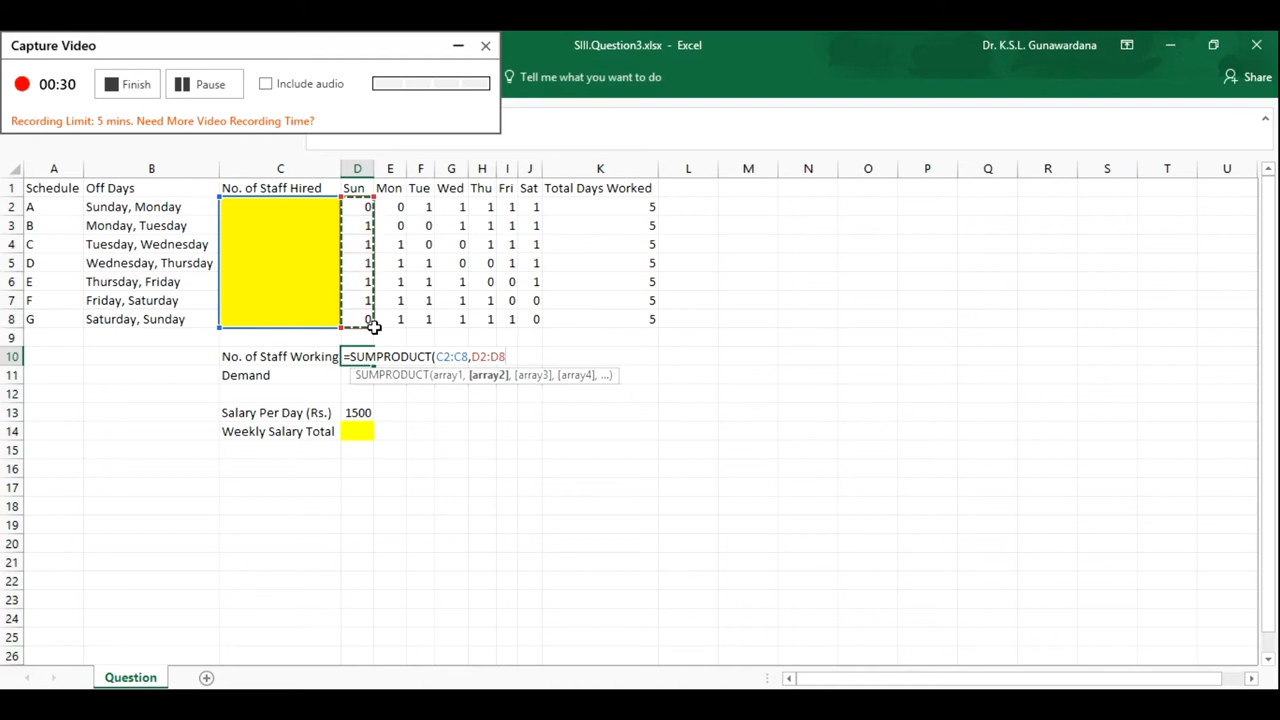 Capture Video
SIII.Question3.xlsx - Excel
Dr. K.S.L. Gunawardana
00:30
Finish
Pause
Include audio
Tell me what you want to do
Share
Recording Limit: 5 mins. Need More Video Recording Time?
A B C D E F G H I J K L M N O P Q R S T U
1 Schedule Off Days No. of Staff Hired Sun Mon Tue Wed Thu Fri Sat Total Days Worked
2 A Sunday, Monday 0 0 1 1 1 1 1 5
3 B Monday, Tuesday 1 0 0 1 1 1 1 5
4 C Tuesday, Wednesday 1 1 0 0 1 1 1 5
5 D Wednesday, Thursday 1 1 1 0 0 1 1 5
6 E Thursday, Friday 1 1 1 1 0 0 1 5
7 F Friday, Saturday 1 1 1 1 1 0 0 5
8 G Saturday, Sunday 0 1 1 1 1 1 0 5
9
10 No. of Staff Working =SUMPRODUCT(C2:C8,D2:D8
11 Demand SUMPRODUCT(array1, [array2], [array3], [array4], ...)
12
13 Salary Per Day (Rs.) 1500
14 Weekly Salary Total
15
16
17
18
19
20
21
22
23
24
25
26
Question